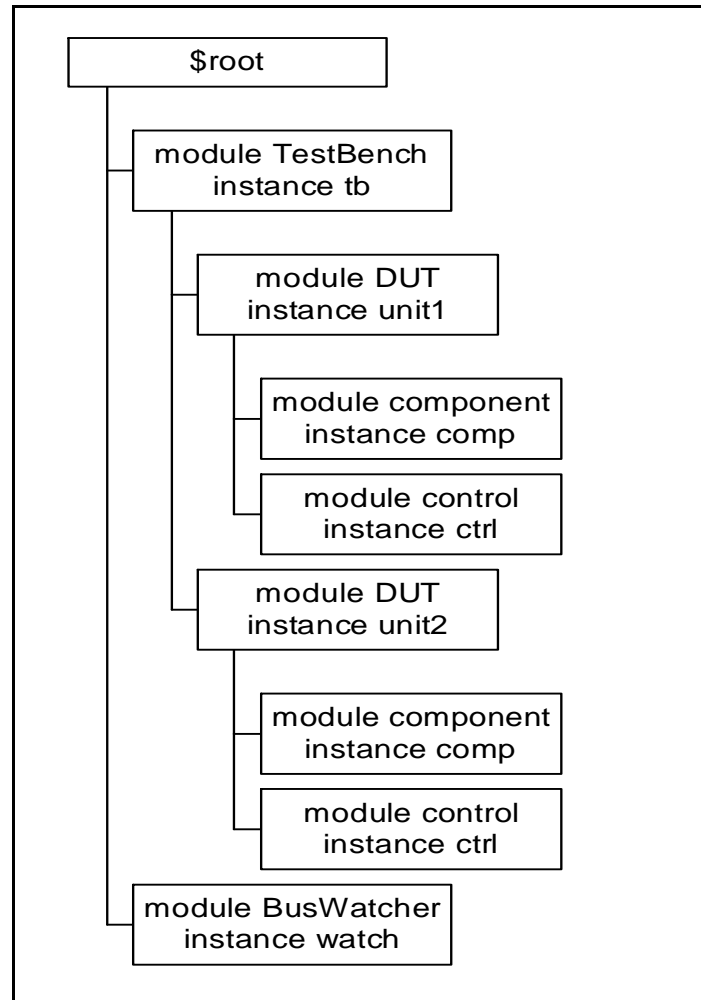 $root
module TestBench
instance tb
module DUT
instance unit1
module component
instance comp
module control
instance ctrl
module DUT
instance unit2
module component
instance comp
module control
instance ctrl
module BusWatcher
instance watch